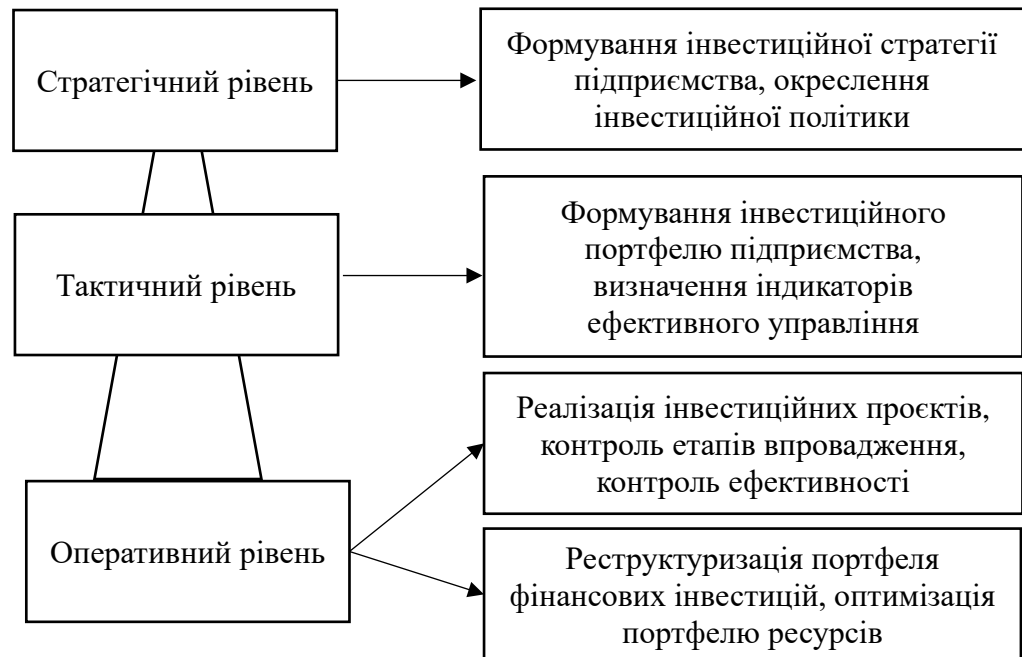 Стратегічний рівень
Формування інвестиційної стратегії
підприємства, окреслення
інвестиційної політики
Тактичний рівень
Формування інвестиційного
портфелю підприємства,
визначення індикаторів
ефективного управління
Оперативний рівень
Реалізація інвестиційних проєктів,
контроль етапів впровадження,
контроль ефективності
Реструктуризація портфеля
фінансових інвестицій, оптимізація
портфелю ресурсів